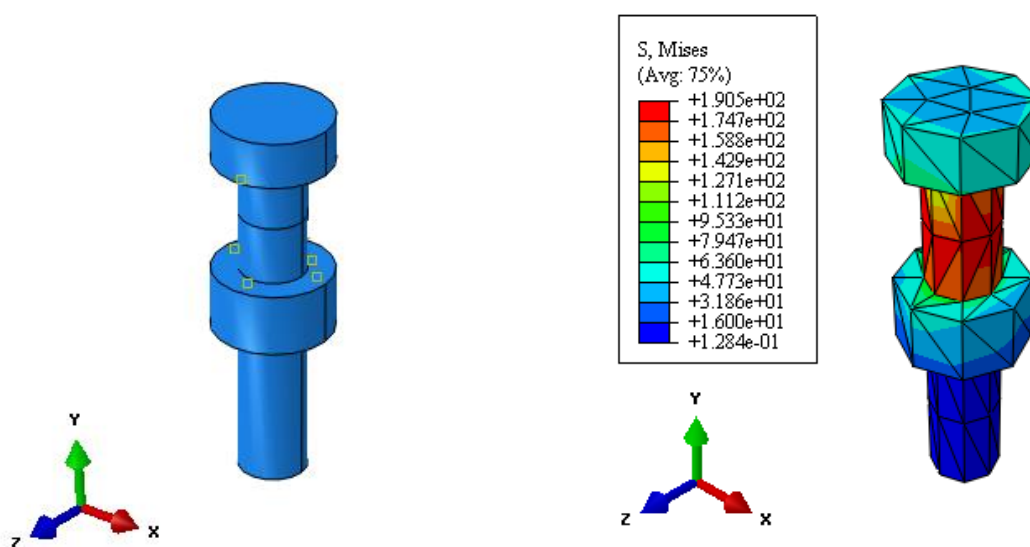 S, Mises
(Avg: 75%)
+1.905e+02
+1.747e+02
+1.588e+02
+1.429e+02
+1.271e+02
+1.112e+02
+9.533e+01
+7.947e+01
+6.360e+01
+4.773e+01
+3.186e+01
+1.600e+01
+1.284e-01
Y
Z
X
Y
Z
X